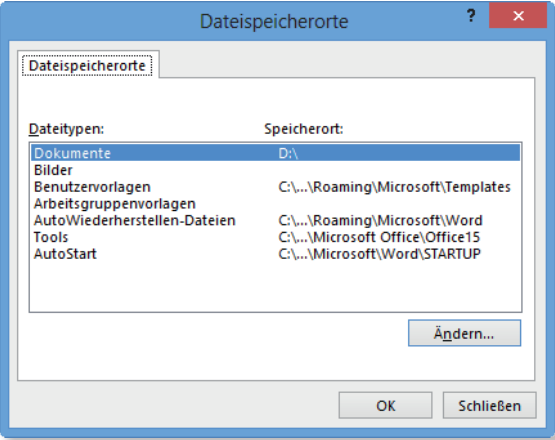 Dateispeicherorte
?
Dateispeicherorte
Dateitypen: Speicherort:
Dokumente D:\
Bilder
Benutzervorlagen C:\...\Roaming\Microsoft\Templates
Arbeitsgruppenvorlagen
AutoWiederherstellen-Dateien C:\...\Roaming\Microsoft\Word
Tools C:\...\Microsoft Office\Office15
AutoStart C:\...\Microsoft\Word\STARTUP
Ändern...
OK Schließen